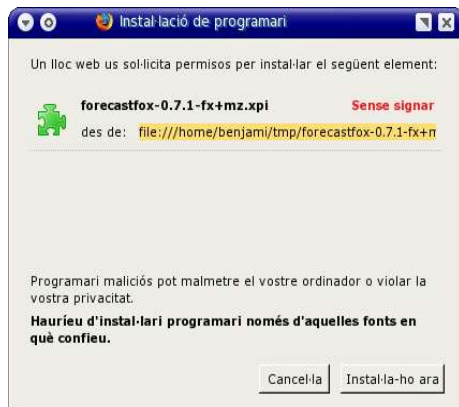 Instal·lació de programari
Un lloc web us sol·licita permisos per instal·lar el següent element:
forecastfox-0.7.1-fx+mz.xpi Sense signar
des de: file:///home/benjami/tmp/forecastfox-0.7.1-fx+m
Programari maliciós pot malmetre el vostre ordinador o violar la
vostra privacitat.
Hauríeu d'instal·lari programari només d'aquelles fonts en
què confieu.
Cancel·la Instal·la-ho ara